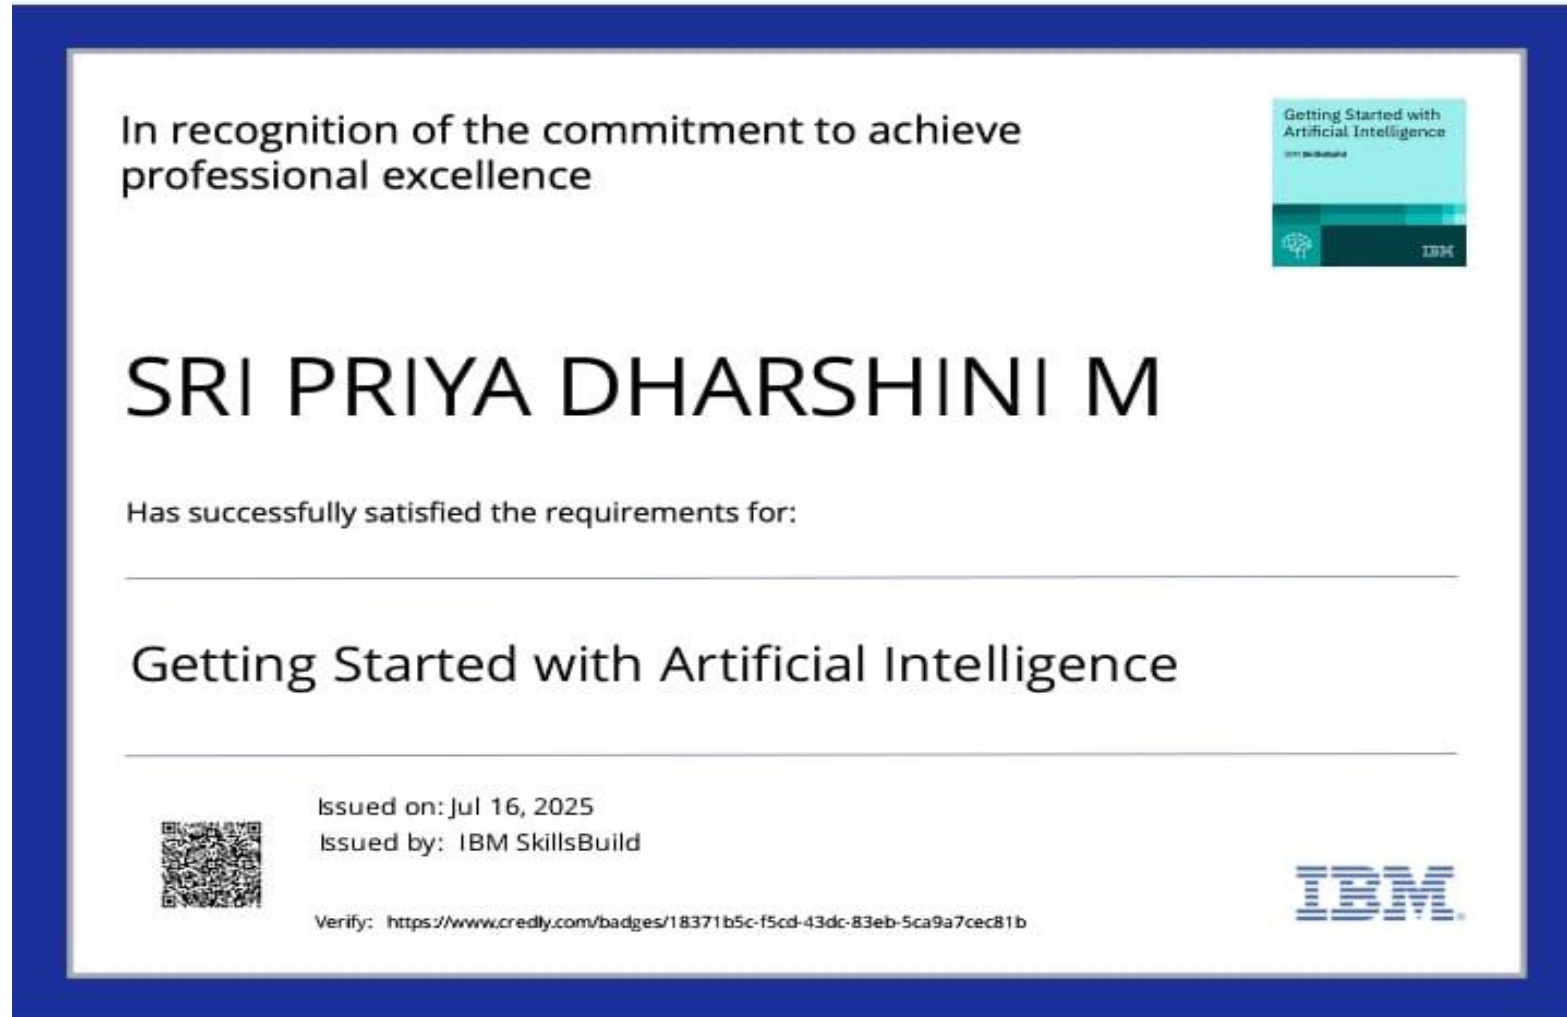 In recognition of the commitment to achieve
professional excellence
Getting Started with
Artificial Intelligence
IBM SkillsBuild
IBM
SRI PRIYA DHARSHINI M
Has successfully satisfied the requirements for:
Getting Started with Artificial Intelligence
Issued on: Jul 16, 2025
Issued by: IBM SkillsBuild
Verify: https://www.credly.com/badges/18371b5c-f5cd-43dc-83eb-5ca9a7cec81b
IBM